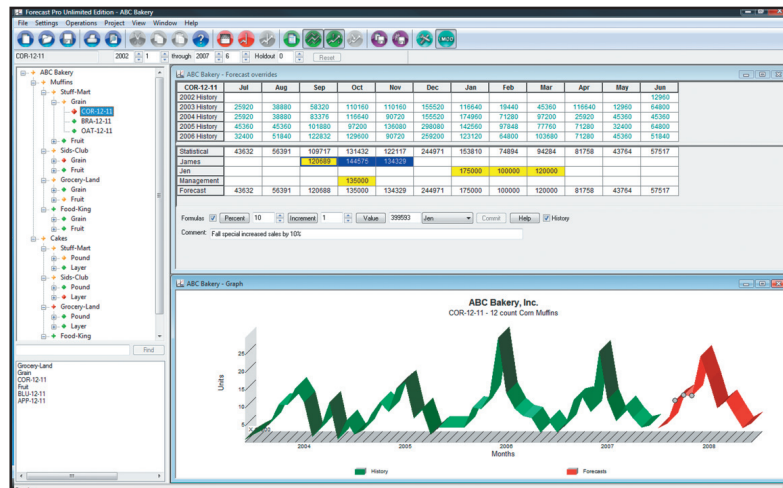 Forecast Pro Unlimited Edition - ABC Bakery
File Settings Operations Project View Window Help
COR-12-11 2002 1 through 2007 6 Holdout 0 Reset
ABC Bakery
Muffins
Stuff-Mart
Grain
COR-12-11
BRA-12-11
OAT-12-11
Fruit
Sids-Club
Grain
Fruit
Grocery-Land
Grain
Fruit
Food-King
Grain
Fruit
Cakes
Stuff-Mart
Pound
Layer
Sids-Club
Pound
Layer
Grocery-Land
Pound
Layer
Food-King
Find
Grocery-Land
Grain
COR-12-11
Fruit
BLU-12-11
APP-12-11
ABC Bakery - Forecast overrides
COR-12-11 Jul Aug Sep Oct Nov Dec Jan Feb Mar Apr May Jun
2002 History 12960
2003 History 25920 38880 58320 110160 110160 155520 116640 19440 45360 116640 12960 64800
2004 History 25920 38880 83376 116640 90720 155520 174960 71280 97200 25920 45360 45360
2005 History 45360 45360 101880 97200 136080 298080 142560 97848 77760 71280 32400 64800
2006 History 32400 51840 122832 129600 90720 259200 123120 64800 103680 71280 45360 51840
Statistical 43632 56391 109717 131432 122117 244971 153810 74894 94284 81758 43764 57517
James 120689 144575 134329
Jen 175000 100000 120000
Management 135000
Forecast 43632 56391 120688 135000 134329 244971 175000 100000 120000 81758 43764 57517
Formulas Percent 10 Increment 1 Value 399593 Jen Commit Help History
Comment: Fall special increased sales by 10%
ABC Bakery - Graph
ABC Bakery, Inc.
COR-12-11 - 12 count Corn Muffins
Units
25
20
15
10
5
2004 2005 2006 2007 2008
Months
History Forecasts